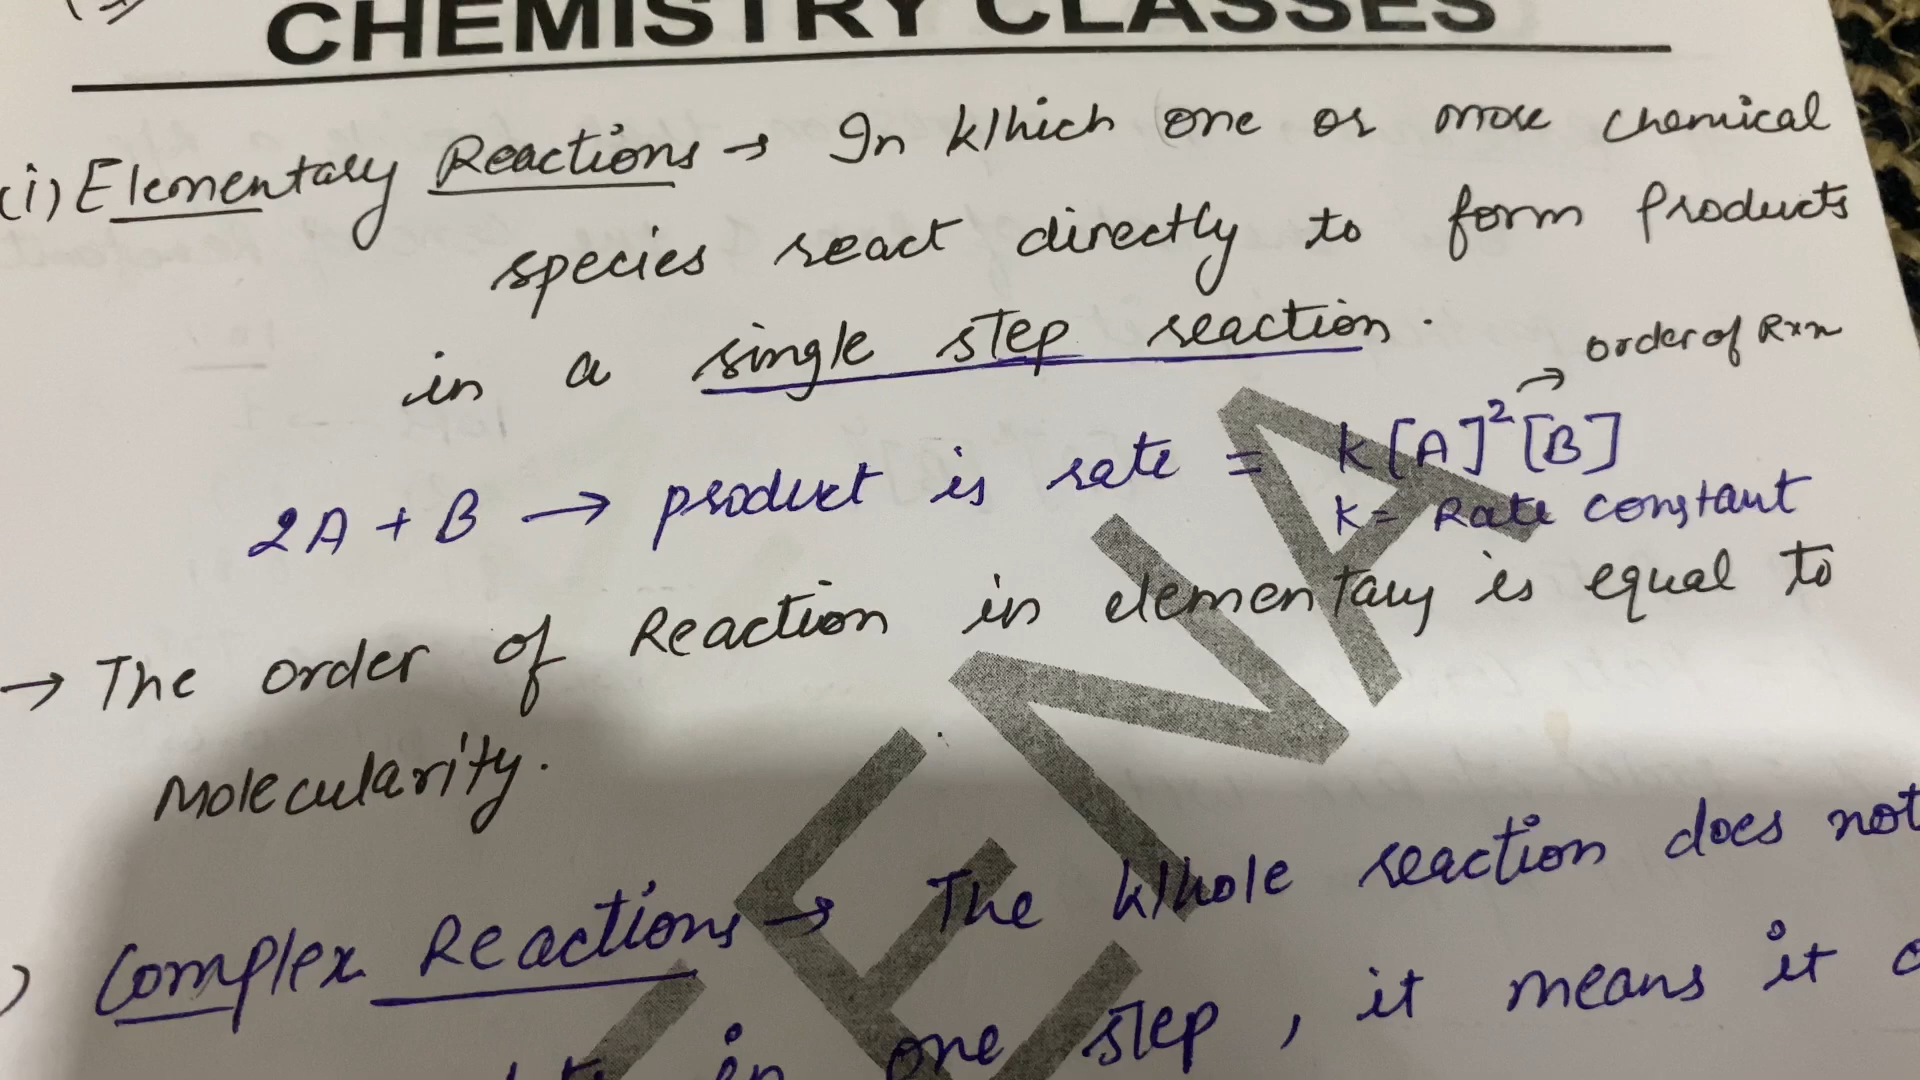 CHEMISTRY CLASSES
(i) Elementary Reactions → In Which one or more chemical
species react directly to form products
in a single step reaction.
→ order of Rxn
2A + B → product is rate = k[A]²[B]
K = Rate constant
→ The order of Reaction in elementary is equal to
Molecularity.
) Complex Reactions → The Whole reaction does not
in one step, it means it
ENA